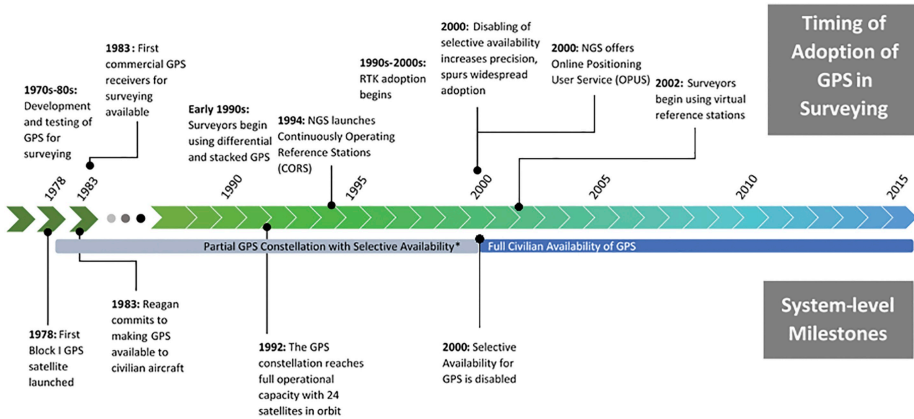 Timing of
Adoption of
GPS in
Surveying
1970s-80s:
Development
and testing of
GPS for
surveying
1983: First
commercial GPS
receivers for
surveying
available
Early 1990s:
Surveyors begin
using differential
and stacked GPS
1994: NGS launches
Continuously Operating
Reference Stations
(CORS)
1990s-2000s:
RTK adoption
begins
2000: Disabling of
selective availability
increases precision,
spurs widespread
adoption
2000: NGS offers
Online Positioning
User Service (OPUS)
2002: Surveyors
begin using virtual
reference stations
1978
1983
1990
1995
2000
2005
2010
2015
Partial GPS Constellation with Selective Availability*
Full Civilian Availability of GPS
1978: First
Block I GPS
satellite
launched
1983: Reagan
commits to
making GPS
available to
civilian aircraft
1992: The GPS
constellation reaches
full operational
capacity with 24
satellites in orbit
2000: Selective
Availability for
GPS is disabled
System-level
Milestones